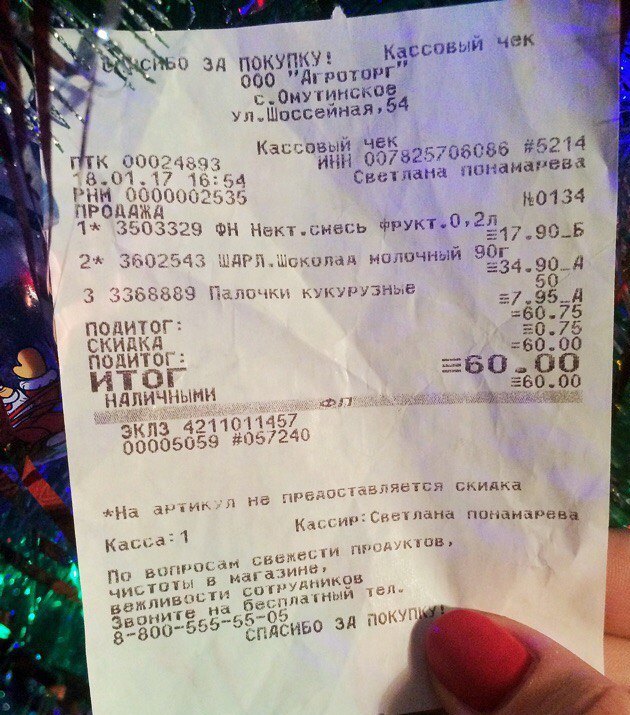 СПАСИБО ЗА ПОКУПКУ! Кассовый чек
ООО "Агроторг"
с.Омутинское
ул.Шоссейная,54
Кассовый чек
ПТК 00024893 ИНН 007825706086 #5214
18.01.17 16:54 Светлана понамарева
РНМ 0000002535 №0134
ПРОДАЖА
1* 3503329 ФН Нект.смесь фрукт.0,2л
≡17.90_Б
2* 3602543 ШАРЛ.Шоколад молочный 90г
≡34.90_А
3 3368889 Палочки кукурузные 50
≡7.95_А
ПОДИТОГ: ≡60.75
СКИДКА ≡0.75
ПОДИТОГ: ≡60.00
ИТОГ ≡60.00
НАЛИЧНЫМИ ≡60.00
ФП
ЭКЛЗ 4211011457
00005059 #057240
*На артикул не предоставляется скидка
Касса:1 Кассир:Светлана понамарева
По вопросам свежести продуктов,
чистоты в магазине,
вежливости сотрудников
Звоните на бесплатный тел.
8-800-555-55-05
СПАСИБО ЗА ПОКУПКУ!